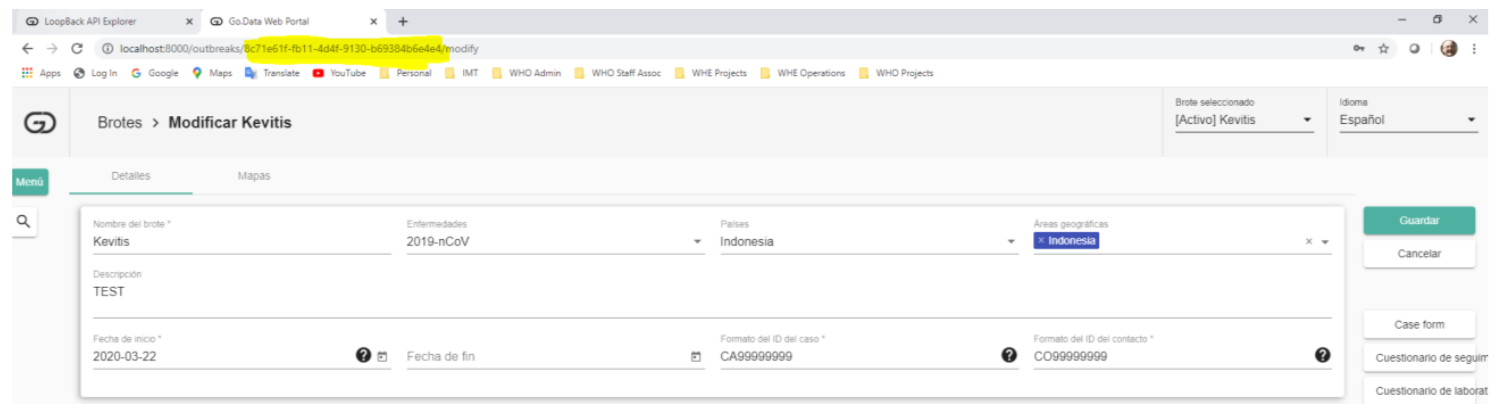 LoopBack API Explorer × Go.Data Web Portal × +
localhost:8000/outbreaks/8c71e61f-fb11-4d4f-9130-b69384b6e4e4/modify
Apps Log In Google Maps Translate YouTube Personal IMT WHO Admin WHO Staff Assoc WHE Projects WHE Operations WHO Projects
Brotes > Modificar Kevitis
Brote seleccionado
[Activo] Kevitis
Idioma
Español
Menú
Detalles Mapas
Nombre del brote * Enfermedades Países Áreas geográficas
Kevitis 2019-nCoV Indonesia × Indonesia ×
Guardar
Cancelar
Descripción
TEST
Fecha de inicio * Formato del ID del caso * Formato del ID del contacto *
2020-03-22 ? Fecha de fin CA99999999 ? CO99999999 ?
Case form
Cuestionario de seguim
Cuestionario de laborat